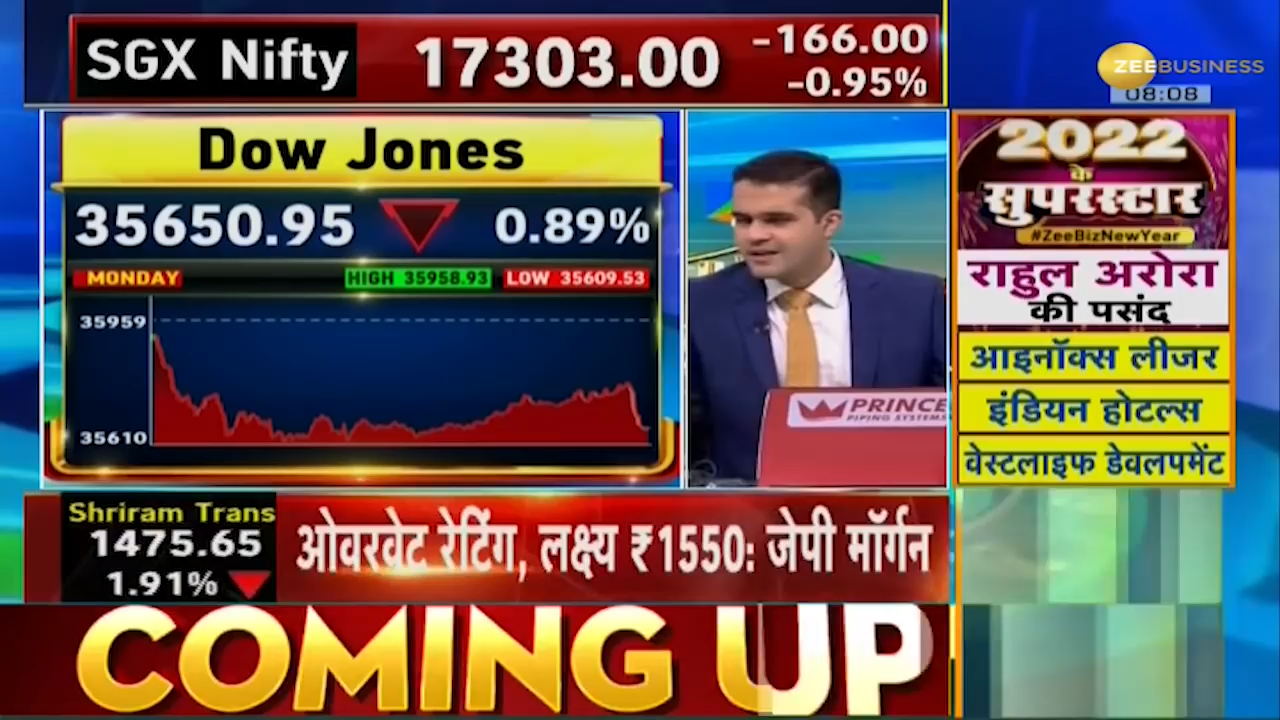 SGX Nifty 17303.00 -166.00
-0.95%
ZEEBUSINESS
08:08
Dow Jones
35650.95 0.89%
MONDAY HIGH 35958.93 LOW 35609.53
35959
35610
PRINCE
PIPING SYSTEMS
2022
के
सुपरस्टार
#ZeeBizNewYear
राहुल अरोरा
की पसंद
आइनॉक्स लीजर
इंडियन होटल्स
वेस्टलाइफ डेवलपमेंट
Shriram Trans
1475.65
1.91%
ओवरवेट रेटिंग, लक्ष्य ₹1550: जेपी मॉर्गन
COMING UP